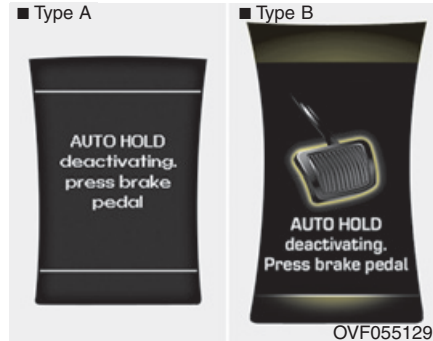 ■ Type A
AUTO HOLD
deactivating.
press brake
pedal
■ Type B
AUTO HOLD
deactivating.
Press brake pedal
OVF055129